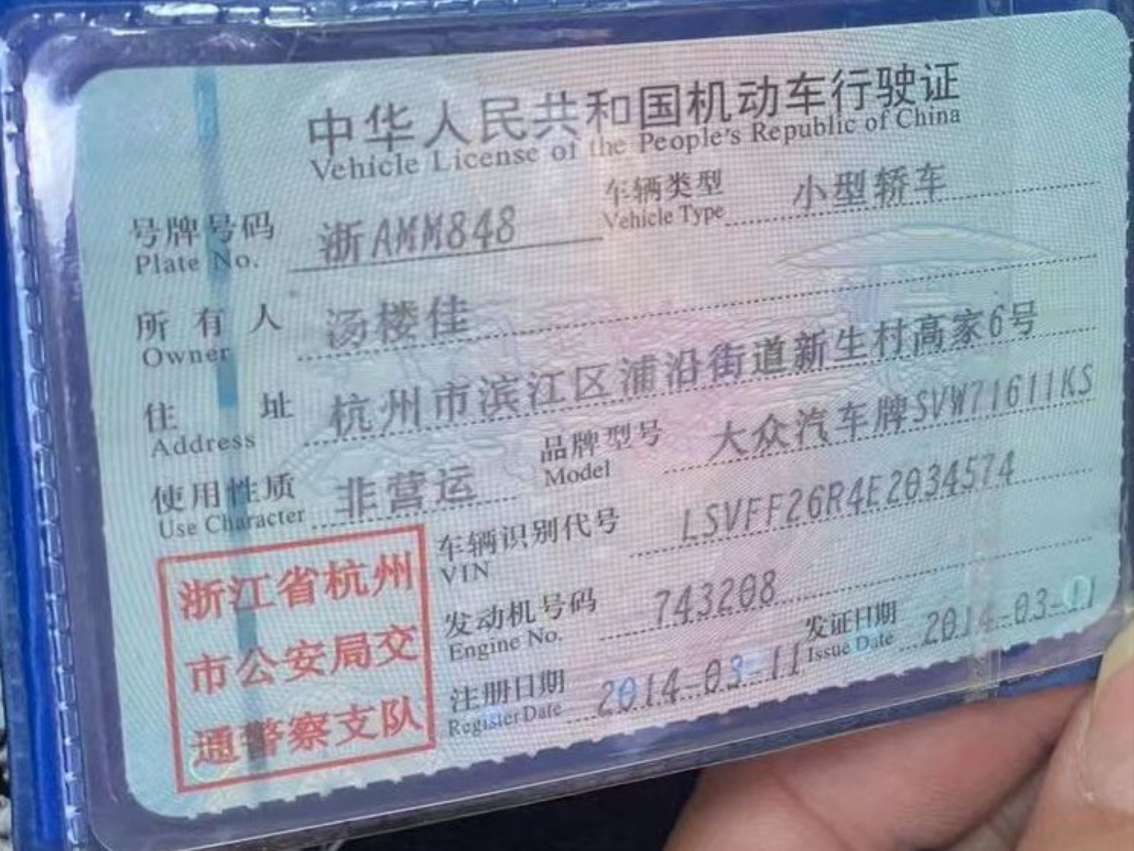 中华人民共和国机动车行驶证
Vehicle License of the People's Republic of China
号牌号码 浙AMM848 车辆类型 小型轿车
Plate No. Vehicle Type
所有人 汤楼佳
Owner
住址 杭州市滨江区浦沿街道新生村高家6号
Address
使用性质 非营运 品牌型号 大众汽车牌SVW71611KS
Use Character Model
车辆识别代号 LSVFF26R4E2034574
VIN
发动机号码 743208 发证日期 2014-03-11
Engine No. Issue Date
注册日期 2014-03-11
Register Date
浙江省杭州
市公安局交
通警察支队